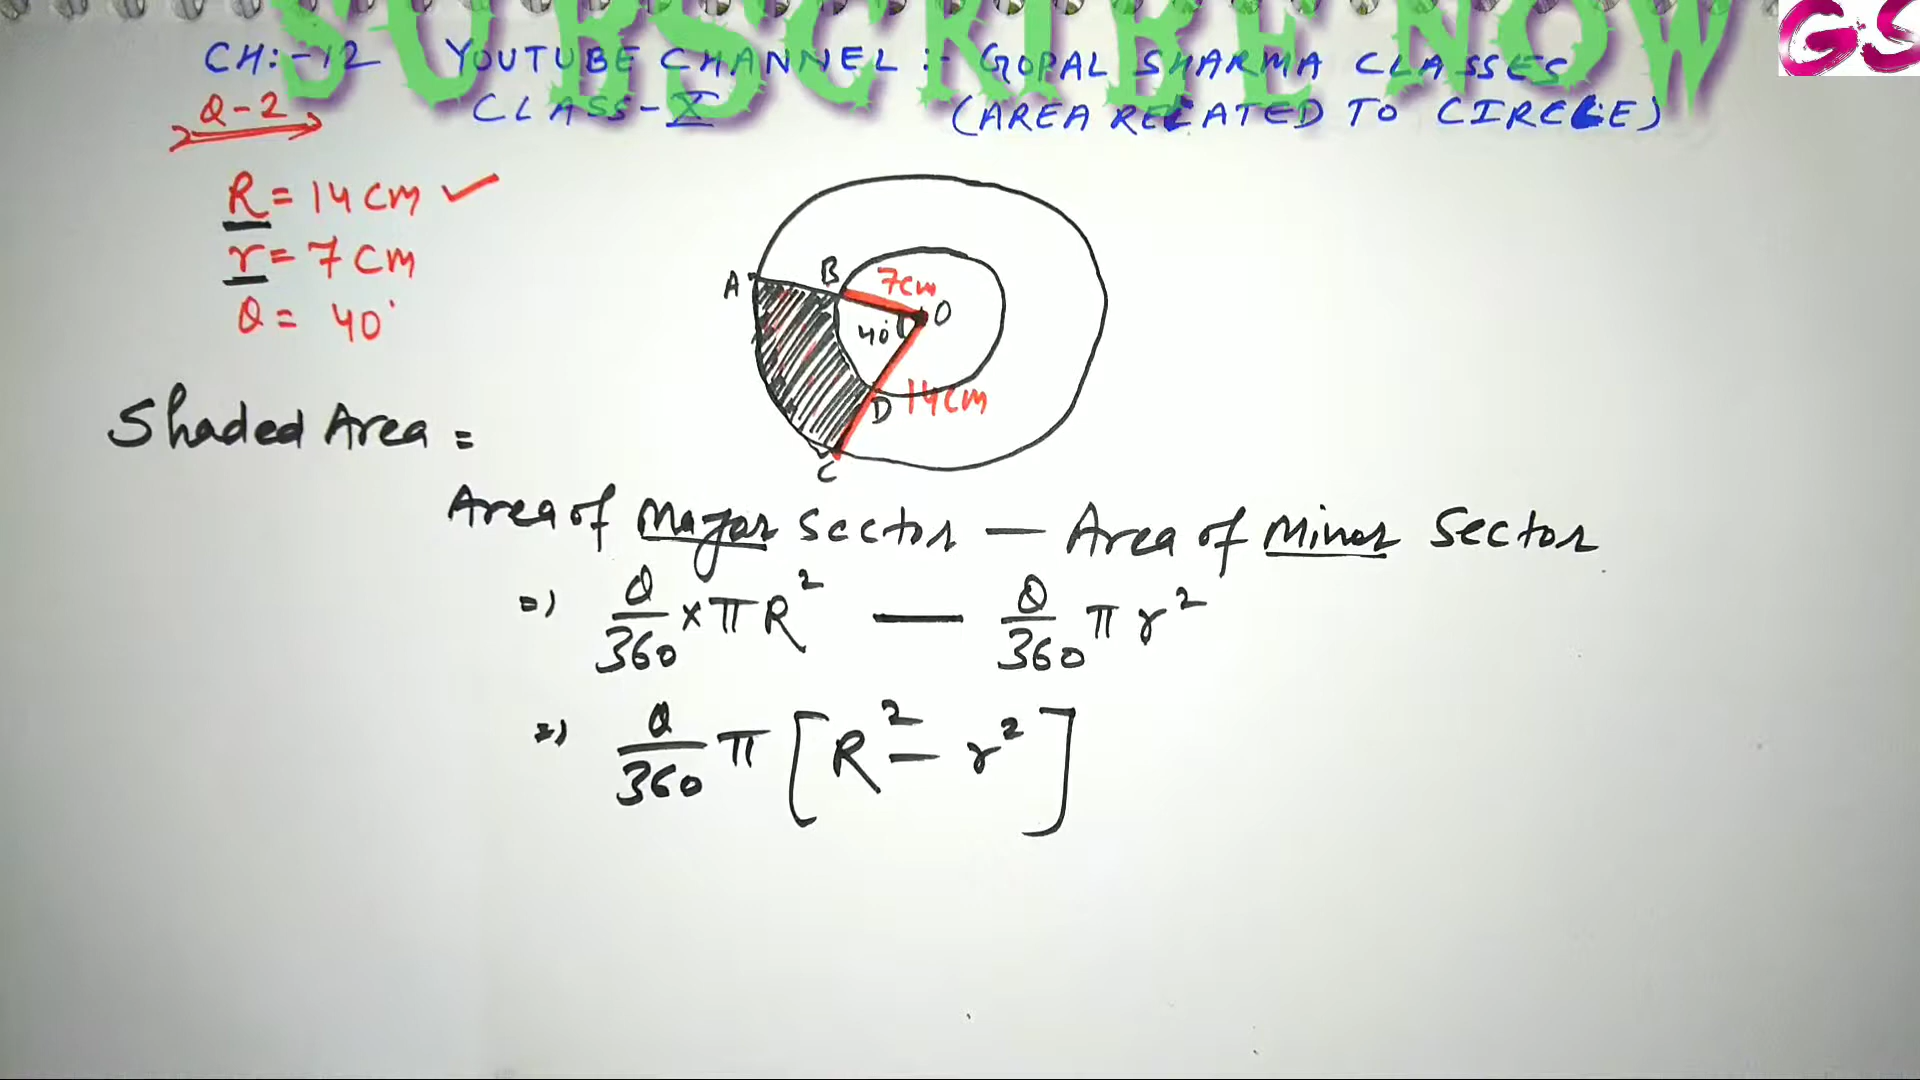 SUBSCRIBE NOW
GS
CH:-12 YOUTUBE CHANNEL :- GOPAL SHARMA CLASSES
Q-2 CLASS-X (AREA RELATED TO CIRCLE)
R = 14 cm ✓
r = 7 cm
θ = 40°
A B 7cm
40° O
D 14cm
C
Shaded Area =
Area of Major Sector — Area of Minor Sector
⇒ θ/360 × π R² — θ/360 π r²
⇒ θ/360 π [R² – r²]